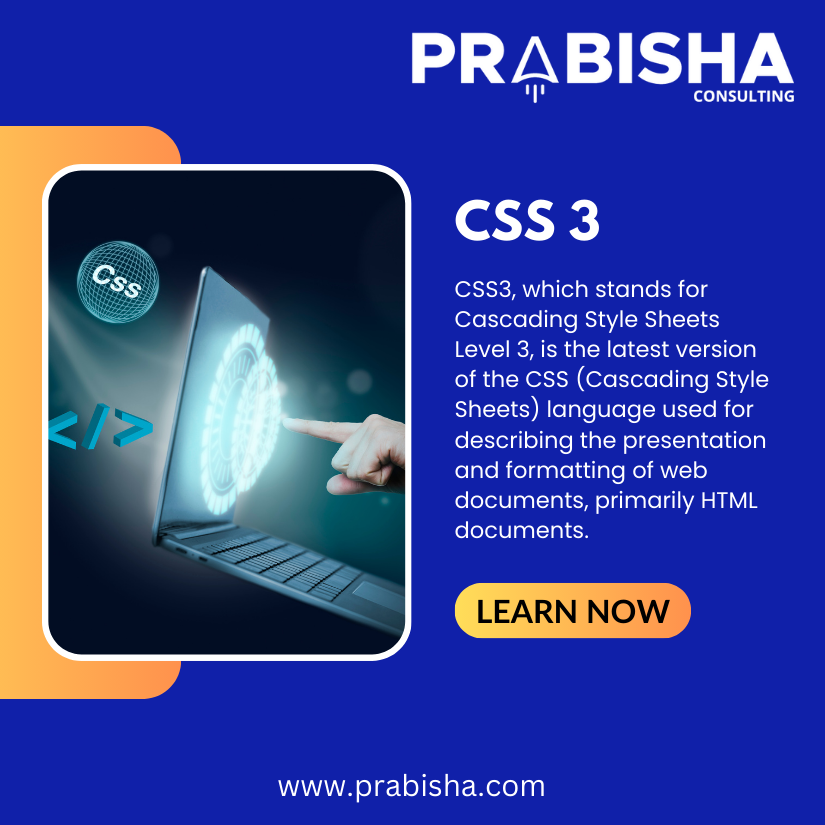 PRABISHA
CONSULTING
Css
</>
CSS 3
CSS3, which stands for
Cascading Style Sheets
Level 3, is the latest version
of the CSS (Cascading Style
Sheets) language used for
describing the presentation
and formatting of web
documents, primarily HTML
documents.
LEARN NOW
www.prabisha.com